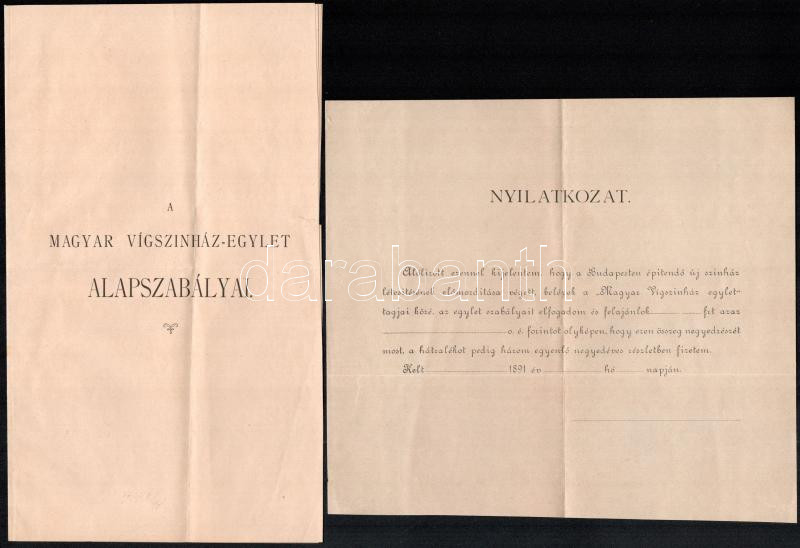 A
MAGYAR VÍGSZINHÁZ-EGYLET
ALAPSZABÁLYAI.
NYILATKOZAT.
Alólirott ezennel kijelentem, hogy a Budapesten épitendő új szinház
létesitésének előmozditása végett, belépek a „Magyar Vigszinház egylet"
tagjai közé, az egylet szabályait elfogadom és felajánlok frt azaz
o. é. forintot olyképen, hogy ezen összeg negyedrészét
most, a hátralékot pedig három egyenlő negyedéves részletben fizetem.
Kelt 1891 év hó napján.
darabanth